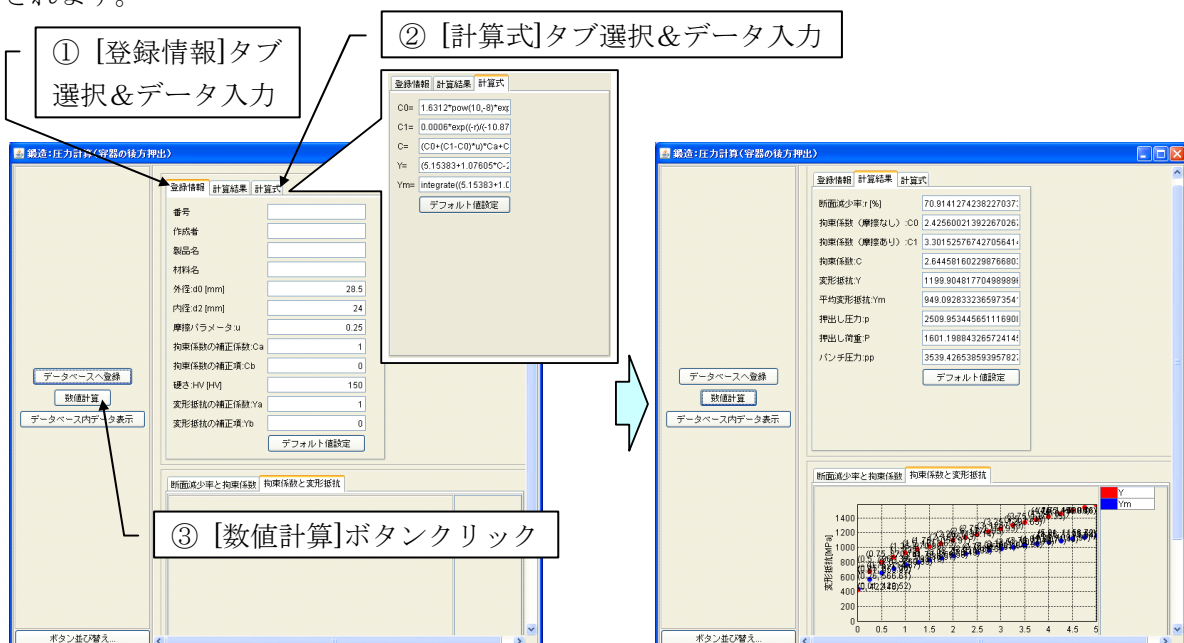 されます。
① [登録情報]タブ
選択＆データ入力
② [計算式]タブ選択＆データ入力
登録情報 計算結果 計算式
C0= 1.6312*pow(10,-8)*exp
C1= 0.0006*exp((-r)/(-10.87
C= (C0+(C1-C0)*u)*Ca+C
Y= (5.15383+1.07605*C-2
Ym= integrate((5.15383+1.0
デフォルト値設定
鍛造:圧力計算(容器の後方押出)
登録情報 計算結果 計算式
番号
作成者
製品名
材料名
外径:d0 [mm] 28.5
内径:d2 [mm] 24
摩擦パラメータ:u 0.25
拘束係数の補正係数:Ca 1
拘束係数の補正項:Cb 0
硬さ:HV [HV] 150
変形抵抗の補正係数:Ya 1
変形抵抗の補正項:Yb 0
デフォルト値設定
データベースへ登録
数値計算
データベース内データ表示
断面減少率と拘束係数 拘束係数と変形抵抗
③ [数値計算]ボタンクリック
ボタン並び替え...
鍛造:圧力計算(容器の後方押出)
登録情報 計算結果 計算式
断面減少率:r [%] 70.9141274238227037
拘束係数（摩擦なし）:C0 2.4256002139226702
拘束係数（摩擦あり）:C1 3.3015257674270564
拘束係数:C 2.6445816022987668
変形抵抗:Y 1199.904817704989
平均変形抵抗:Ym 949.092833236597354
押出し圧力:p 2509.9534456511169
押出し荷重:P 1601.1988432657241
パンチ圧力:pp 3539.4265385939578
デフォルト値設定
データベースへ登録
数値計算
データベース内データ表示
断面減少率と拘束係数 拘束係数と変形抵抗
Y
Ym
変形抵抗[MPa]
1400
1200
1000
800
600
400
200
0
0 0.5 1 1.5 2 2.5 3 3.5 4 4.5 5
ボタン並び替え...